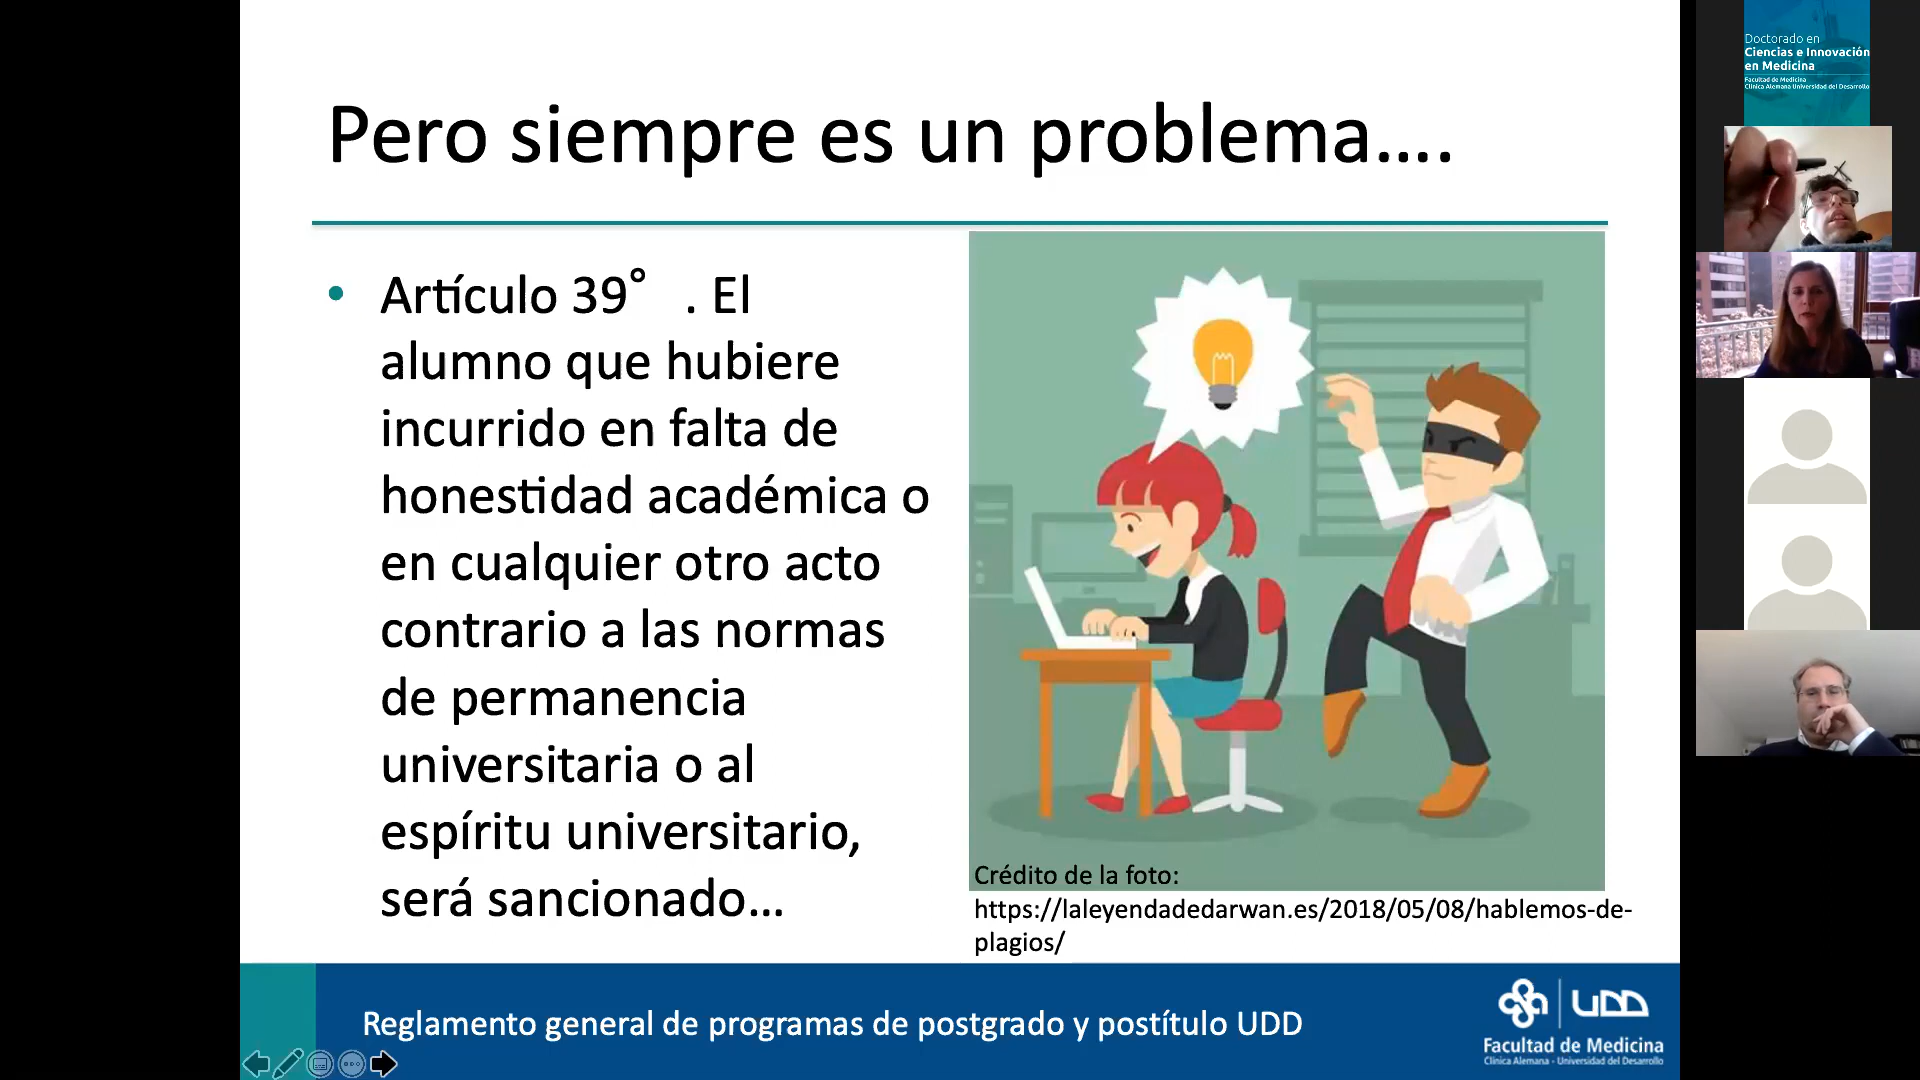 Pero siempre es un problema....
• Artículo 39° . El
alumno que hubiere
incurrido en falta de
honestidad académica o
en cualquier otro acto
contrario a las normas
de permanencia
universitaria o al
espíritu universitario,
será sancionado...
Crédito de la foto:
https://laleyendadedarwan.es/2018/05/08/hablemos-de-
plagios/
Reglamento general de programas de postgrado y postítulo UDD
UDD
Facultad de Medicina
Clínica Alemana - Universidad del Desarrollo
Doctorado en
Ciencias e Innovación
en Medicina
Facultad de Medicina
Clínica Alemana Universidad del Desarrollo